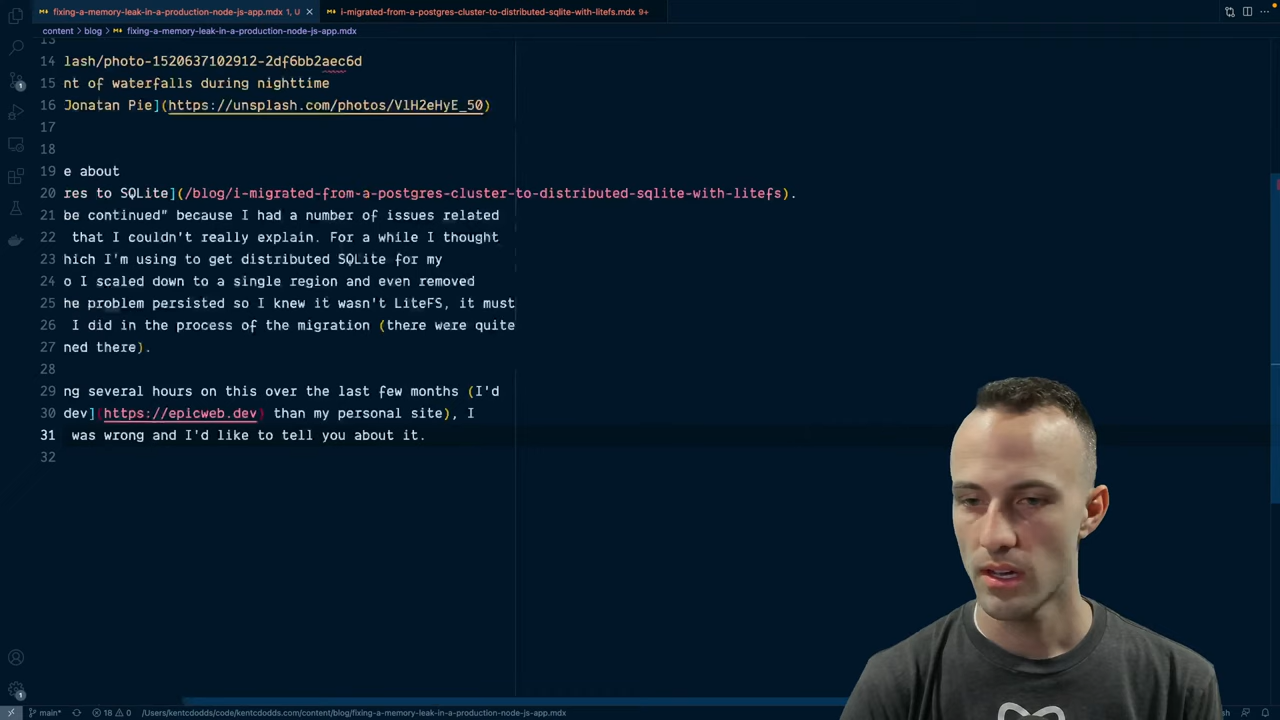 fixing-a-memory-leak-in-a-production-node-js-app.mdx 1, U
i-migrated-from-a-postgres-cluster-to-distributed-sqlite-with-litefs.mdx 9+
content > blog > fixing-a-memory-leak-in-a-production-node-js-app.mdx
13
14 lash/photo-1520637102912-2df6bb2aec6d
15 nt of waterfalls during nighttime
16 Jonatan Pie](https://unsplash.com/photos/VlH2eHyE_50)
17
18
19 e about
20 res to SQLite](/blog/i-migrated-from-a-postgres-cluster-to-distributed-sqlite-with-litefs).
21 be continued" because I had a number of issues related
22 that I couldn't really explain. For a while I thought
23 hich I'm using to get distributed SQLite for my
24 o I scaled down to a single region and even removed
25 he problem persisted so I knew it wasn't LiteFS, it must
26 I did in the process of the migration (there were quite
27 ned there).
28
29 ng several hours on this over the last few months (I'd
30 dev](https://epicweb.dev) than my personal site), I
31 was wrong and I'd like to tell you about it.
32
1
1
main*
18
0
/Users/kentcdodds/code/kentcdodds.com/content/blog/fixing-a-memory-leak-in-a-production-node-js-app.mdx